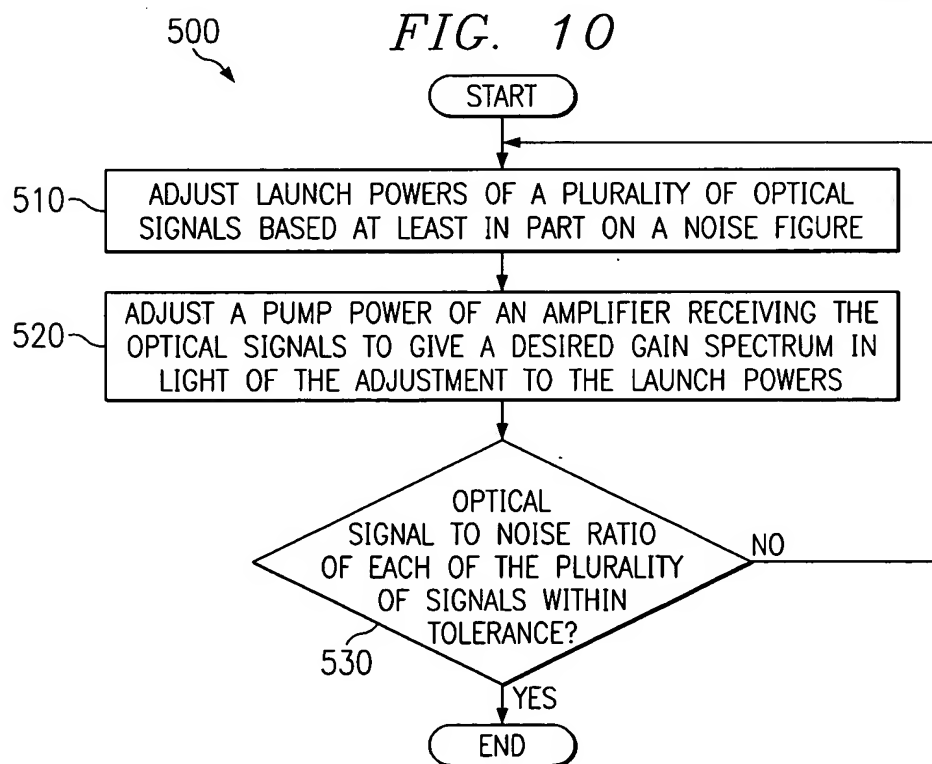 500
FIG. 10
START
510
ADJUST LAUNCH POWERS OF A PLURALITY OF OPTICAL
SIGNALS BASED AT LEAST IN PART ON A NOISE FIGURE
520
ADJUST A PUMP POWER OF AN AMPLIFIER RECEIVING THE
OPTICAL SIGNALS TO GIVE A DESIRED GAIN SPECTRUM IN
LIGHT OF THE ADJUSTMENT TO THE LAUNCH POWERS
OPTICAL
SIGNAL TO NOISE RATIO
OF EACH OF THE PLURALITY
OF SIGNALS WITHIN
TOLERANCE?
NO
530
YES
END